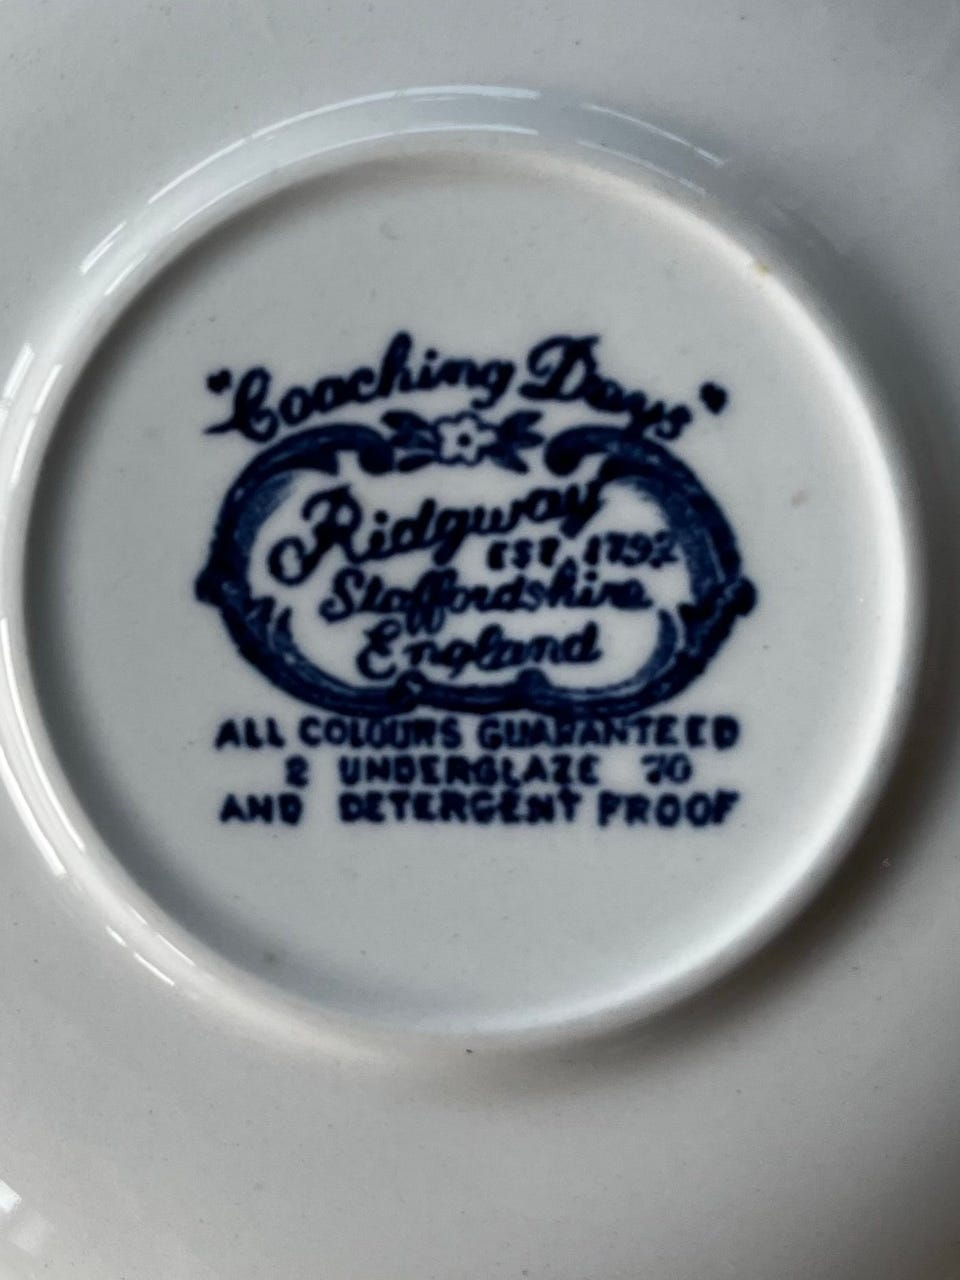 "Coaching Days"
Ridgway
EST. 1792
Staffordshire
England
ALL COLOURS GUARANTEED
2 UNDERGLAZE 70
AND DETERGENT PROOF